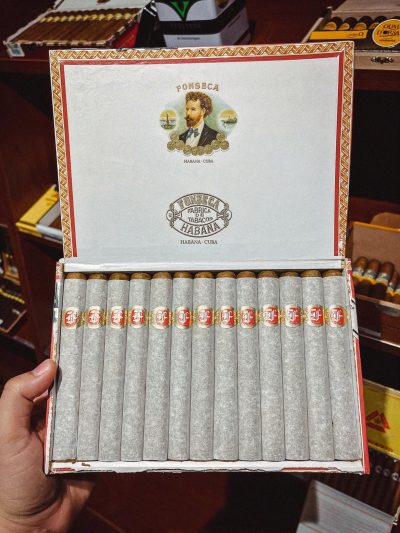 FONSECA
HABANA · CUBA
FONSECA
FABRICA
DE
TABACOS
HABANA
HABANA · CUBA
F F F F F F F F F F F F F